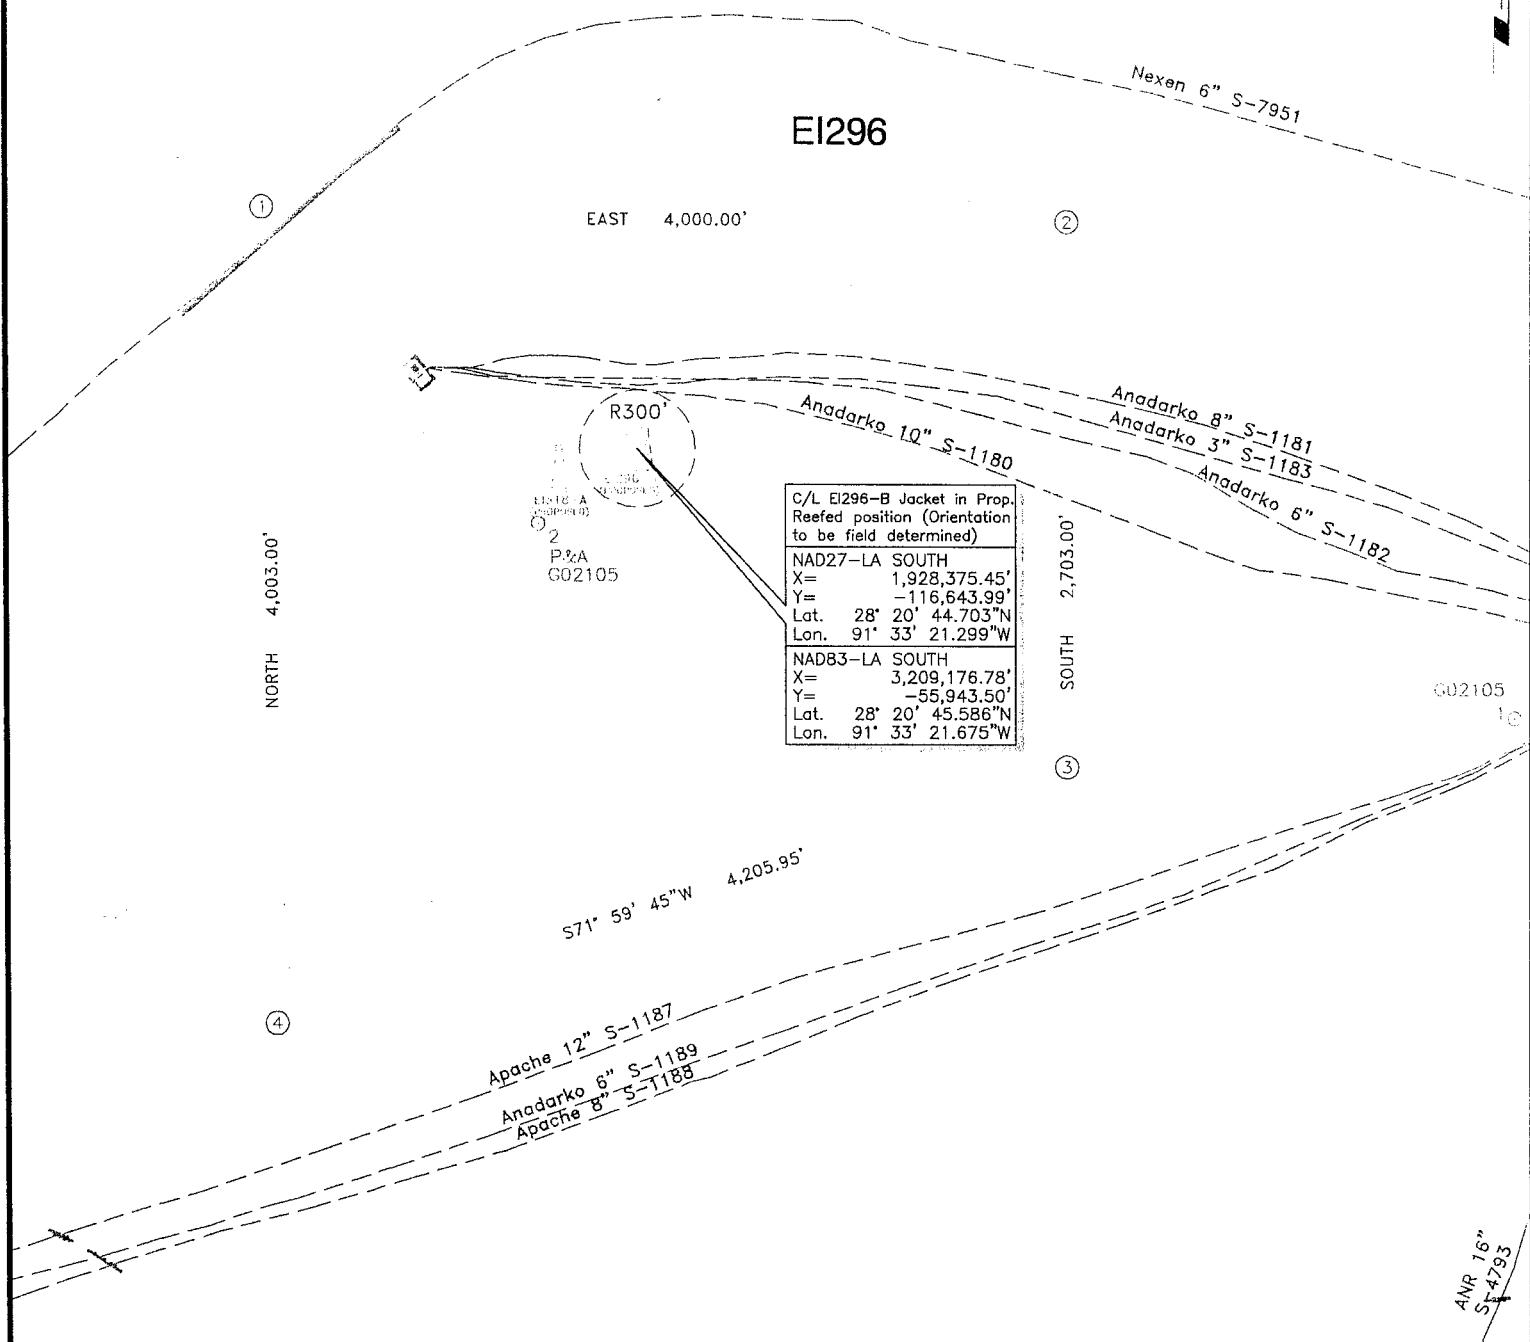 Nexen 6” S-7951
EI296
①
EAST 4,000.00'
②
R300'
Anadarko 8” S-1181
Anadarko 3” S-1183
Anadarko 10” S-1180
Anadarko 6” S-1182
2
P&A
G02105
C/L EI296-B Jacket in Prop.
Reefed position (Orientation
to be field determined)
NAD27-LA SOUTH
X= 1,928,375.45'
Y= -116,643.99'
Lat. 28° 20' 44.703”N
Lon. 91° 33' 21.299”W
NAD83-LA SOUTH
X= 3,209,176.78'
Y= -55,943.50'
Lat. 28° 20' 45.586”N
Lon. 91° 33' 21.675”W
NORTH 4,003.00'
SOUTH 2,703.00'
G02105
1
③
S71° 59' 45”W 4,205.95'
④
Apache 12” S-1187
Anadarko 6” S-1189
Apache 8” S-1188
ANR 16”
S-4793